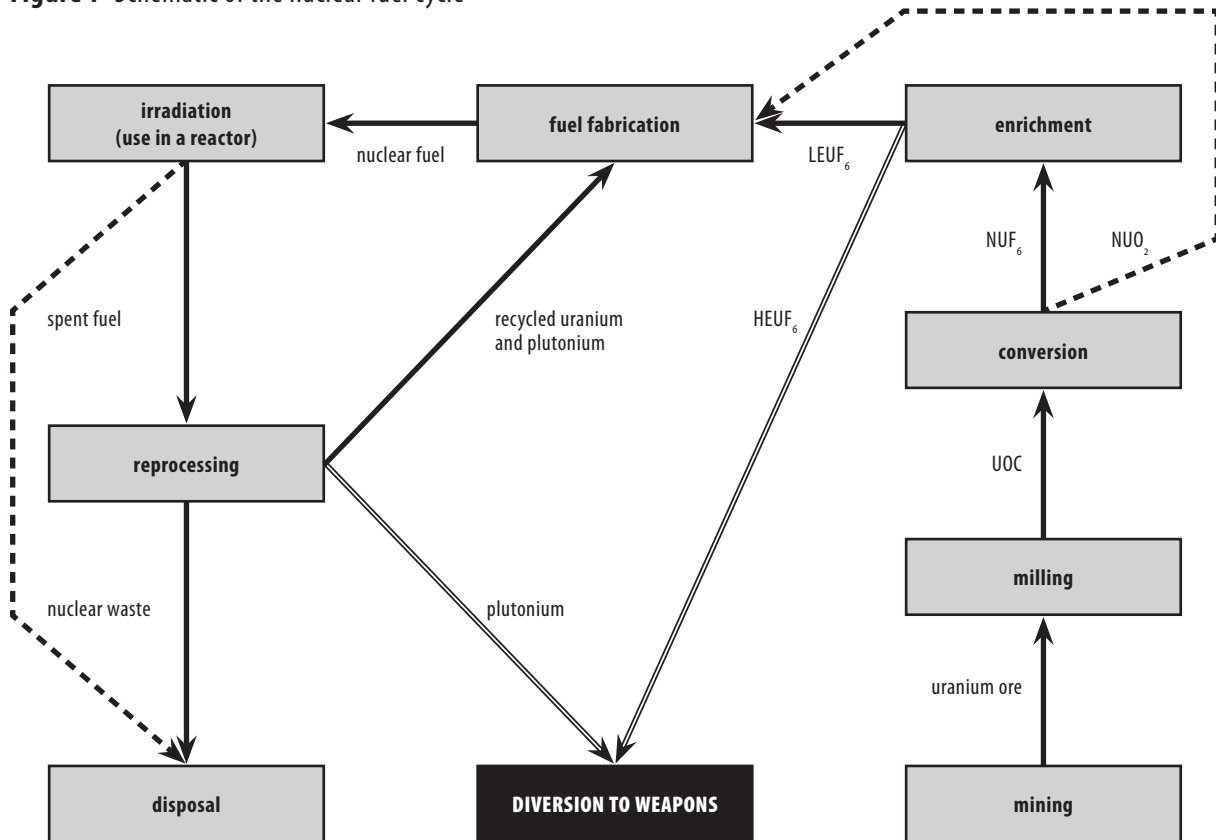 Figure 1 Schematic of the nuclear fuel cycle
irradiation
(use in a reactor)
fuel fabrication
enrichment
nuclear fuel
LEUF₆
NUF₆
NUO₂
spent fuel
recycled uranium
and plutonium
HEUF₆
conversion
reprocessing
UOC
milling
nuclear waste
plutonium
uranium ore
disposal
DIVERSION TO WEAPONS
mining